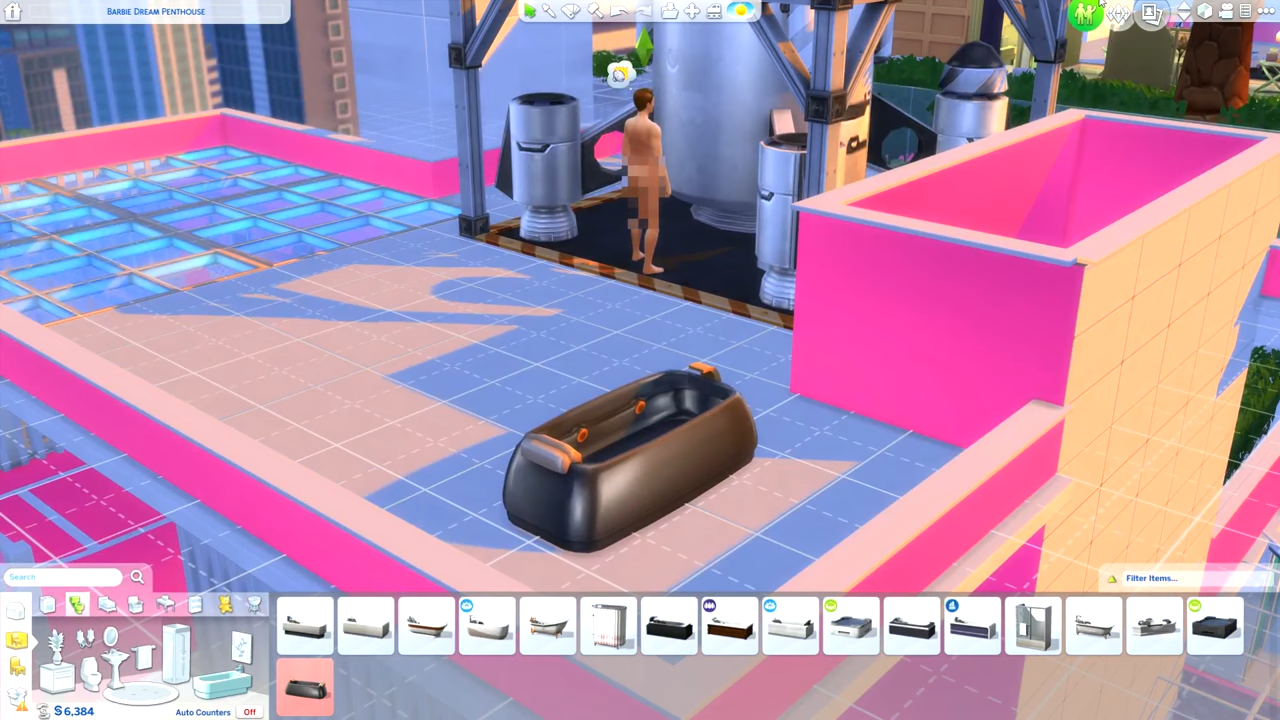 BARBIE DREAM PENTHOUSE
Search
Filter Items...
§6,384
Auto Counters
Off